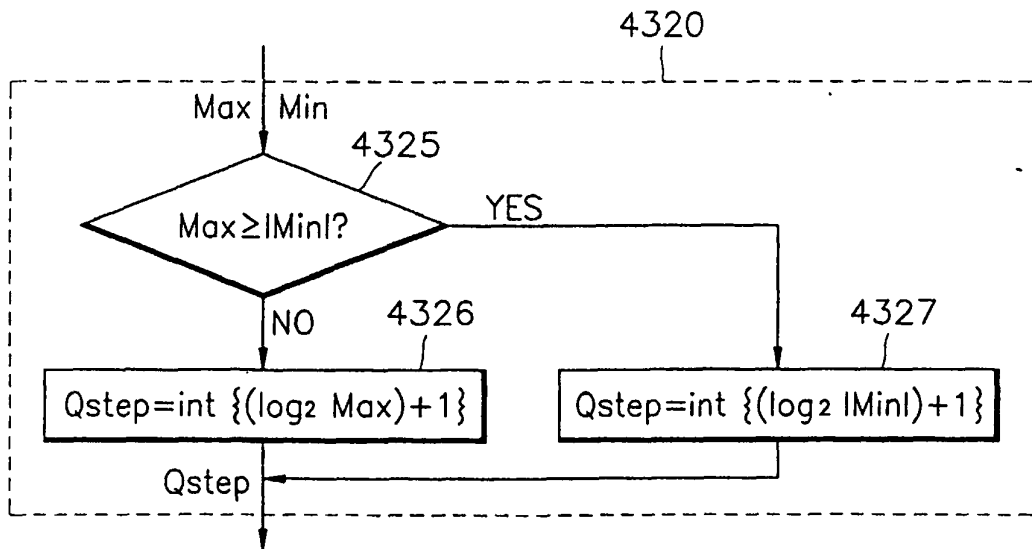 4320
Max Min
4325
Max≥|Min|?
YES
NO
4326
4327
Qstep=int {(log₂ Max)+1}
Qstep=int {(log₂ |Min|)+1}
Qstep